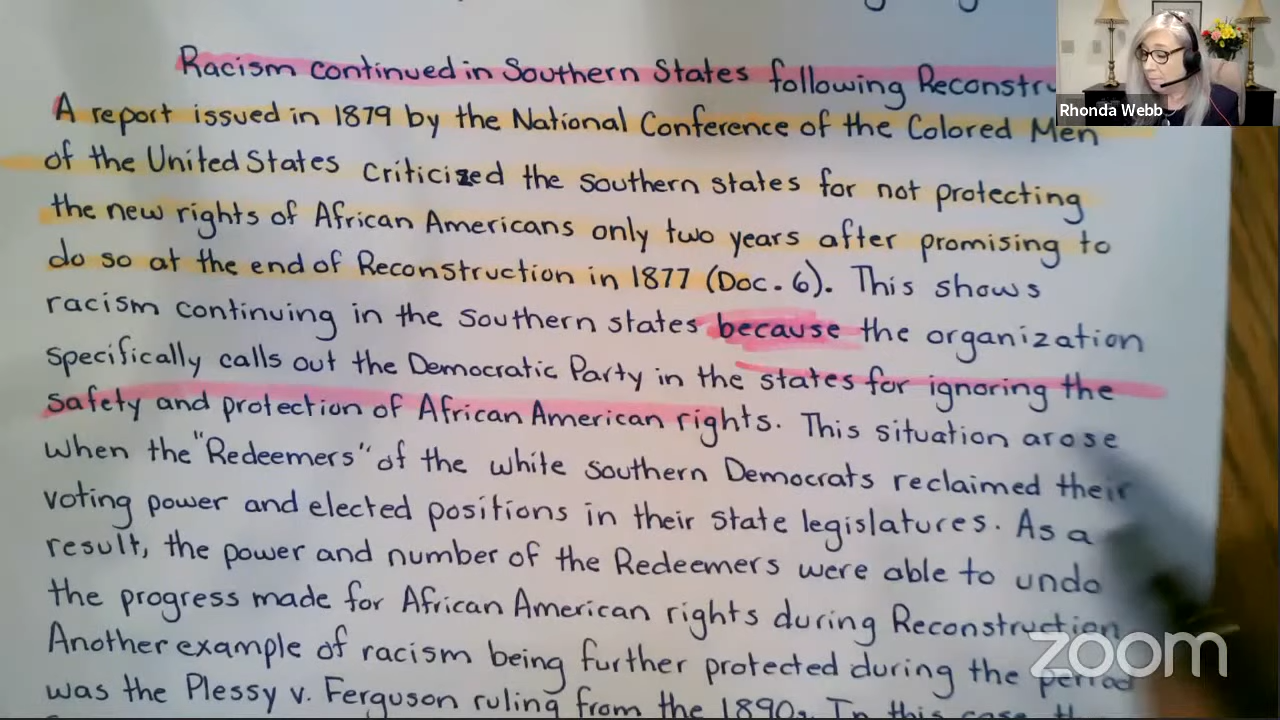 Racism continued in Southern States following Reconstru
A report issued in 1879 by the National Conference of the Colored Men
of the United States criticized the southern states for not protecting
the new rights of African Americans only two years after promising to
do so at the end of Reconstruction in 1877 (Doc. 6). This shows
racism continuing in the southern states because the organization
specifically calls out the Democratic Party in the states for ignoring the
safety and protection of African American rights. This situation arose
when the "Redeemers" of the white southern Democrats reclaimed their
voting power and elected positions in their state legislatures. As a
result, the power and number of the Redeemers were able to undo
the progress made for African American rights during Reconstruction.
Another example of racism being further protected during the period
was the Plessy v. Ferguson ruling from the 1890s. In this case
Rhonda Webb
zoom